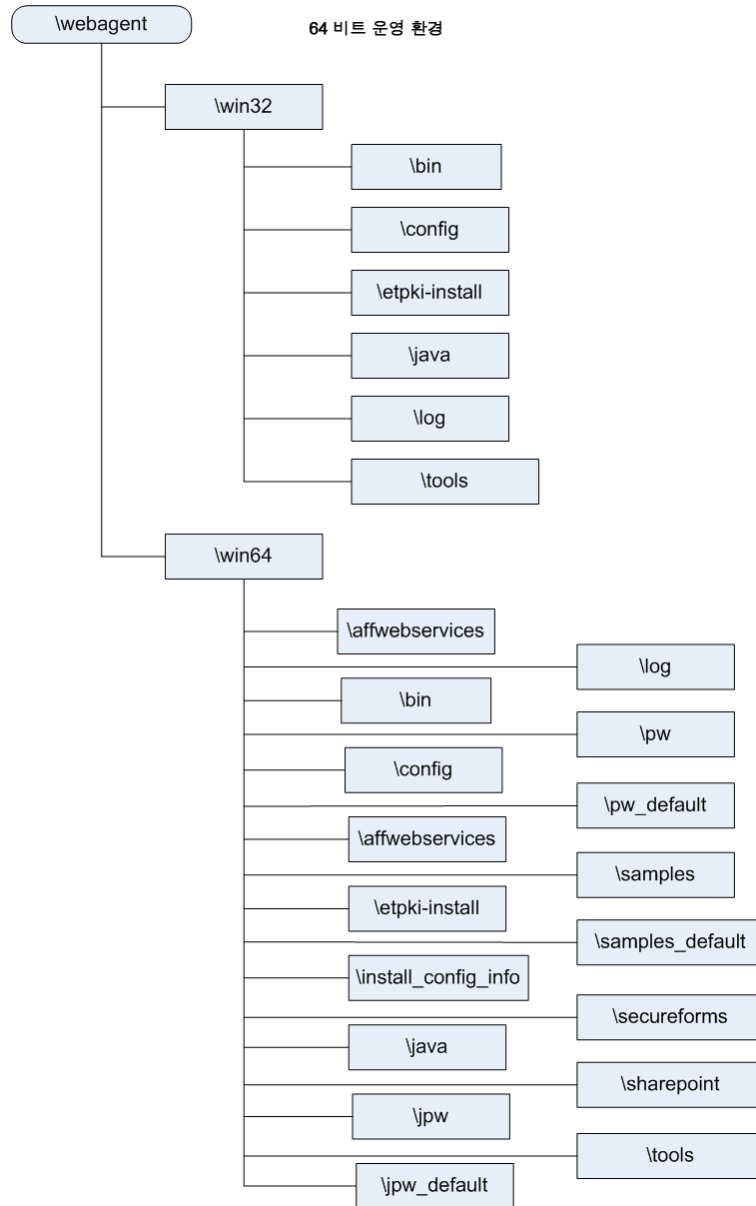 \webagent
64 비트 운영 환경
\win32
\bin
\config
\etpki-install
\java
\log
\tools
\win64
\affwebservices
\log
\bin
\pw
\config
\pw_default
\affwebservices
\samples
\etpki-install
\samples_default
\install_config_info
\secureforms
\java
\sharepoint
\jpw
\tools
\jpw_default